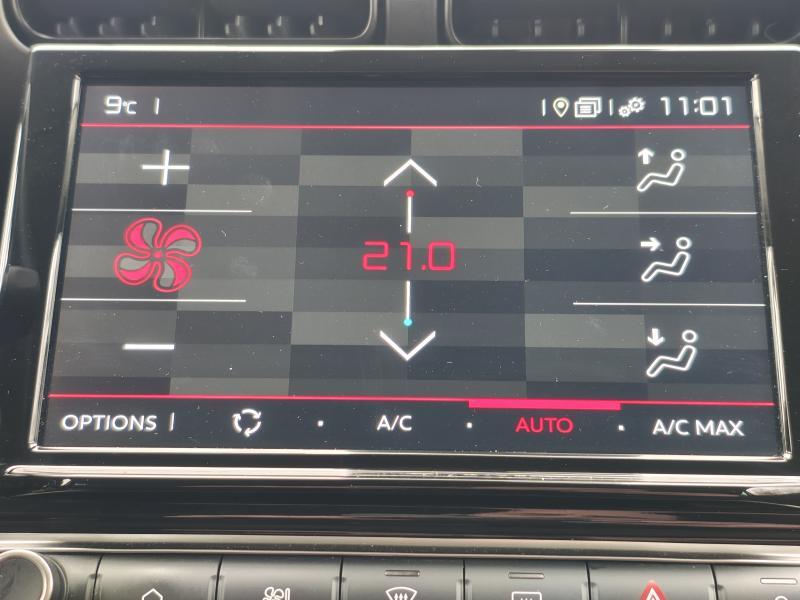 9°C 11:01
21.0
OPTIONS A/C AUTO A/C MAX